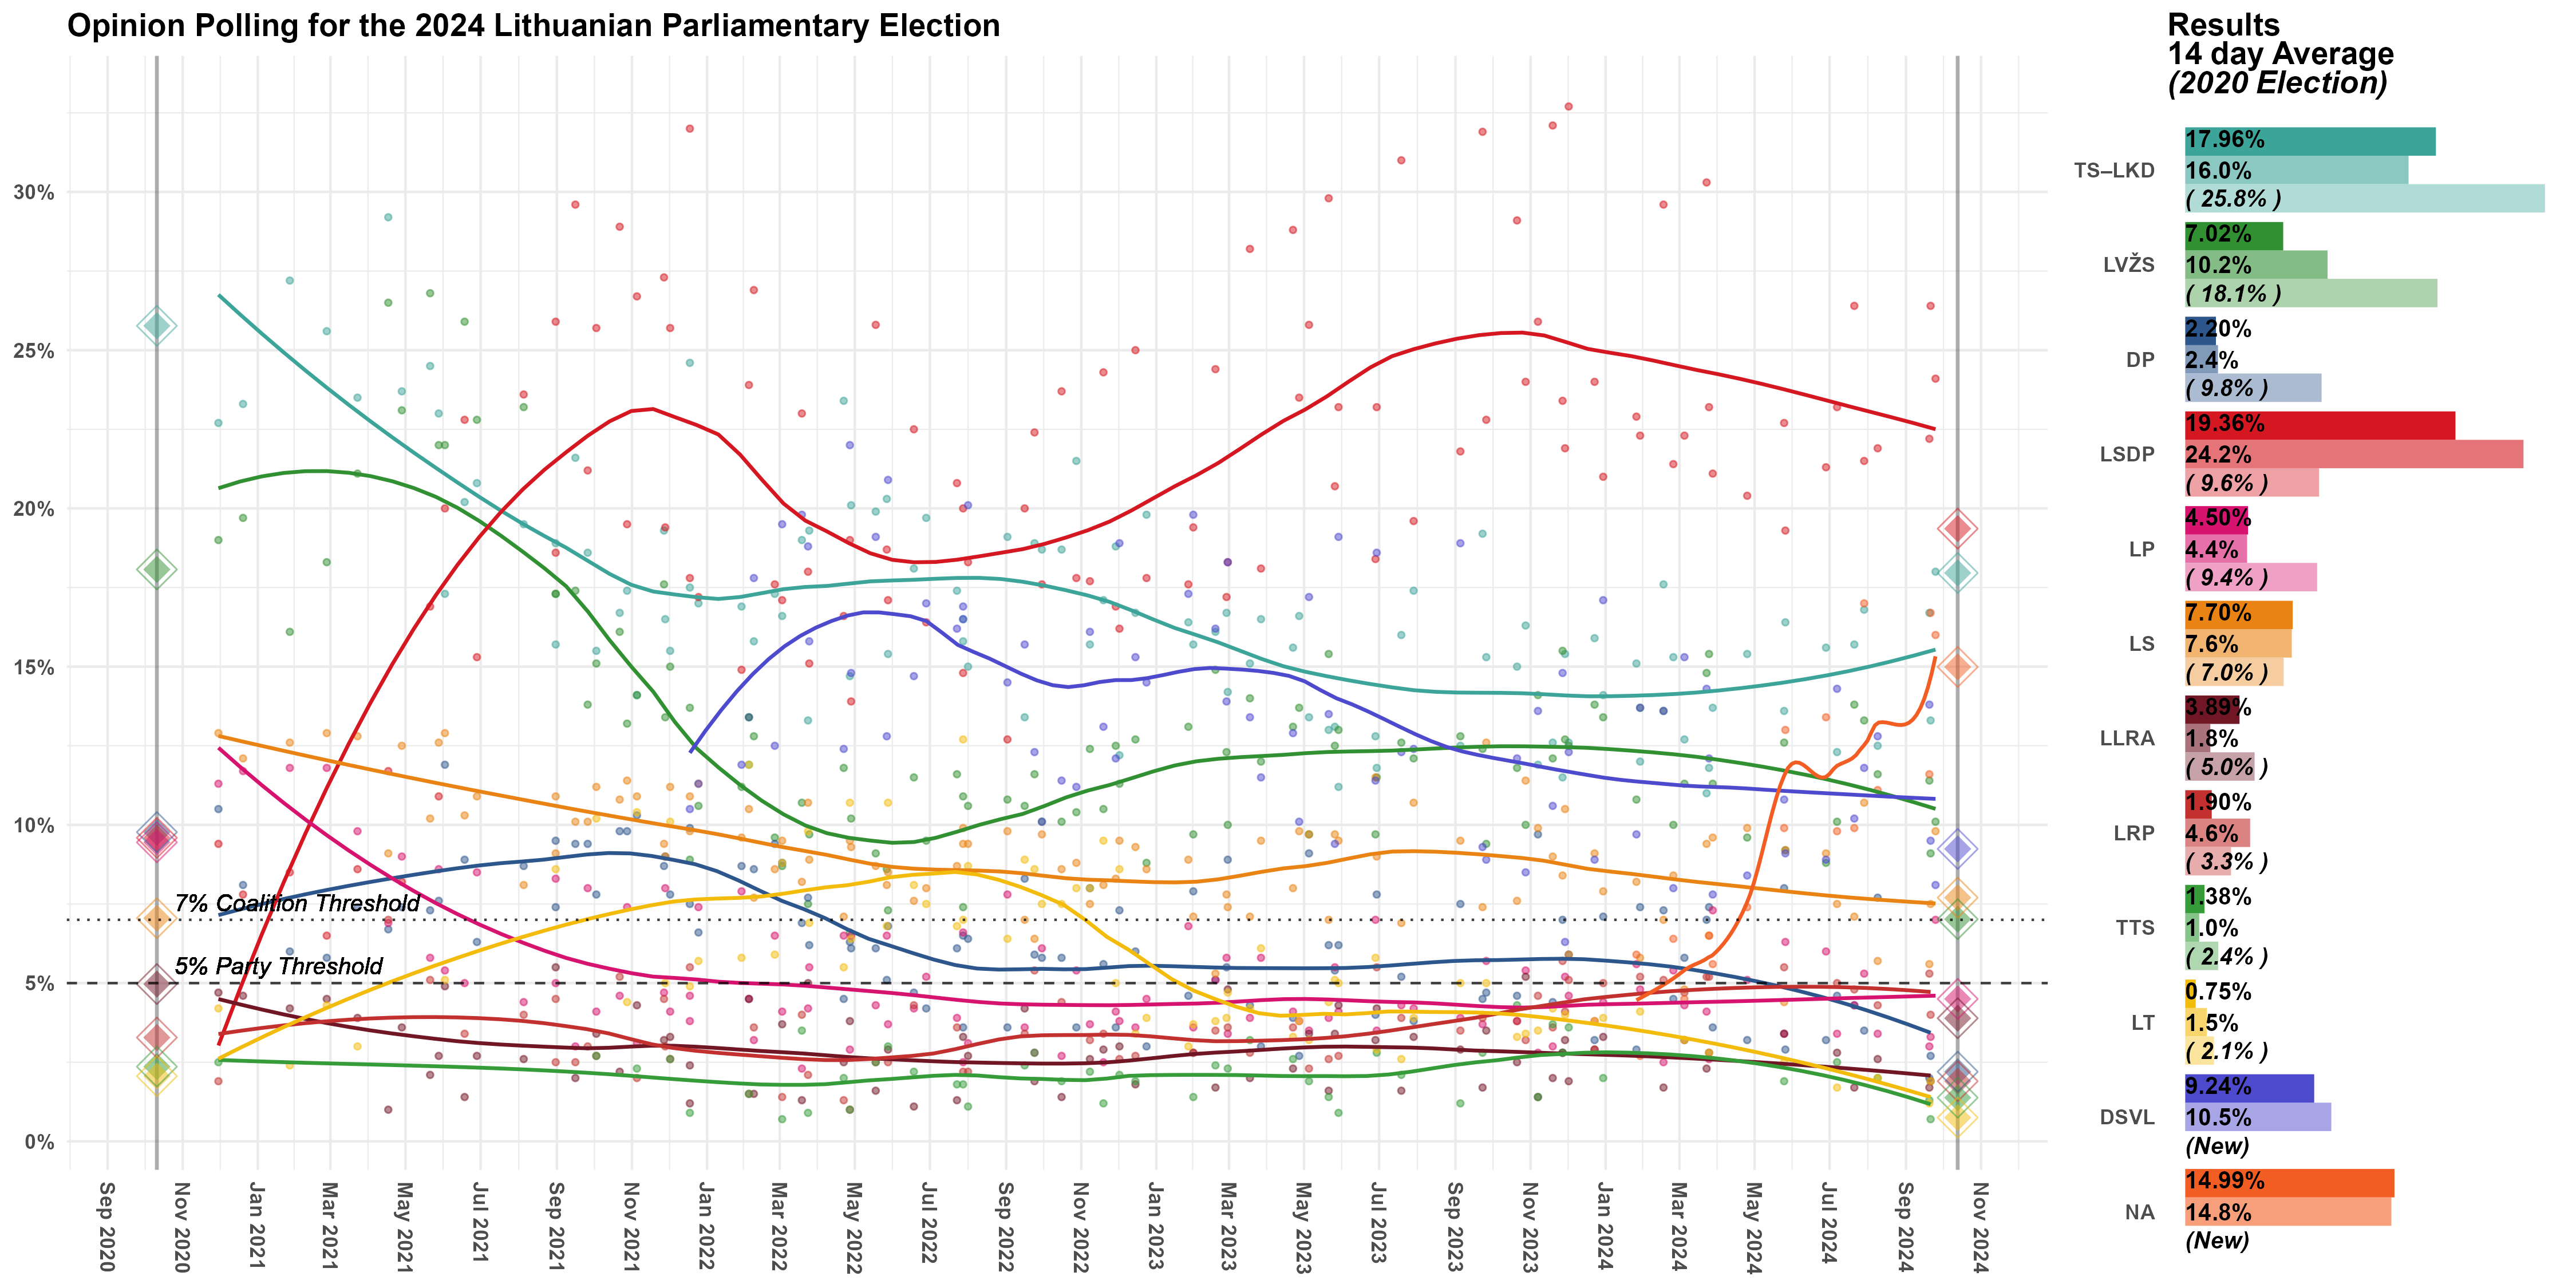 Opinion Polling for the 2024 Lithuanian Parliamentary Election
30%
25%
20%
15%
10%
5%
0%
7% Coalition Threshold
5% Party Threshold
Sep 2020
Nov 2020
Jan 2021
Mar 2021
May 2021
Jul 2021
Sep 2021
Nov 2021
Jan 2022
Mar 2022
May 2022
Jul 2022
Sep 2022
Nov 2022
Jan 2023
Mar 2023
May 2023
Jul 2023
Sep 2023
Nov 2023
Jan 2024
Mar 2024
May 2024
Jul 2024
Sep 2024
Nov 2024
Results
14 day Average
(2020 Election)
TS–LKD
17.96%
16.0%
( 25.8% )
LVŽS
7.02%
10.2%
( 18.1% )
DP
2.20%
2.4%
( 9.8% )
LSDP
19.36%
24.2%
( 9.6% )
LP
4.50%
4.4%
( 9.4% )
LS
7.70%
7.6%
( 7.0% )
LLRA
3.89%
1.8%
( 5.0% )
LRP
1.90%
4.6%
( 3.3% )
TTS
1.38%
1.0%
( 2.4% )
LT
0.75%
1.5%
( 2.1% )
DSVL
9.24%
10.5%
(New)
NA
14.99%
14.8%
(New)